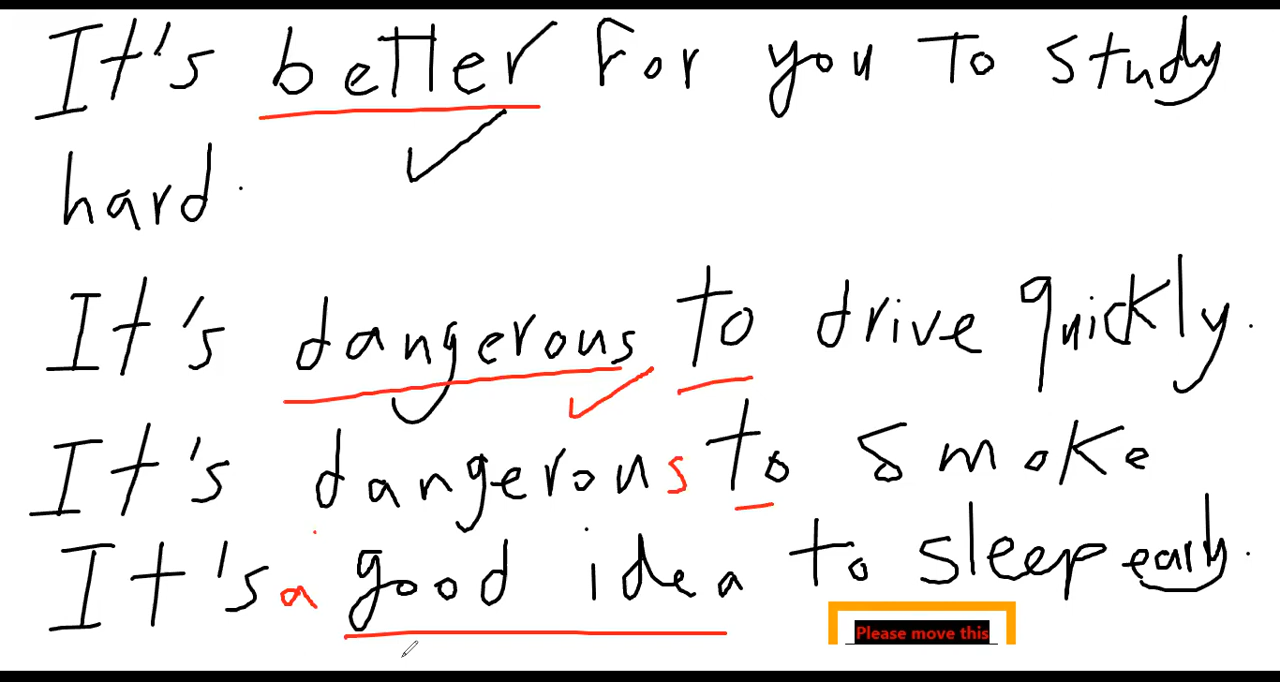 It's better for you to study
hard.
It's dangerous to drive quickly.
It's dangerous to smoke
It's a good idea to sleep early.
Please move this